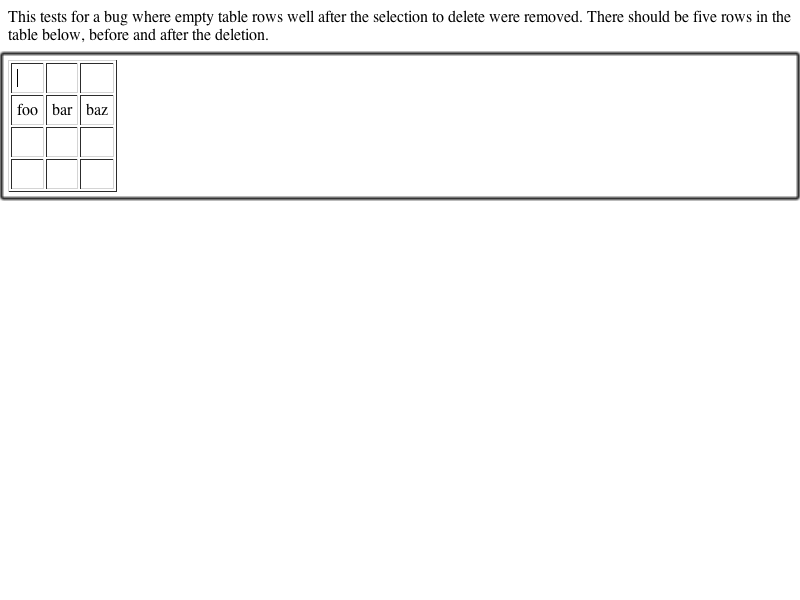 This tests for a bug where empty table rows well after the selection to delete were removed. There should be five rows in the
table below, before and after the deletion.
foo bar baz